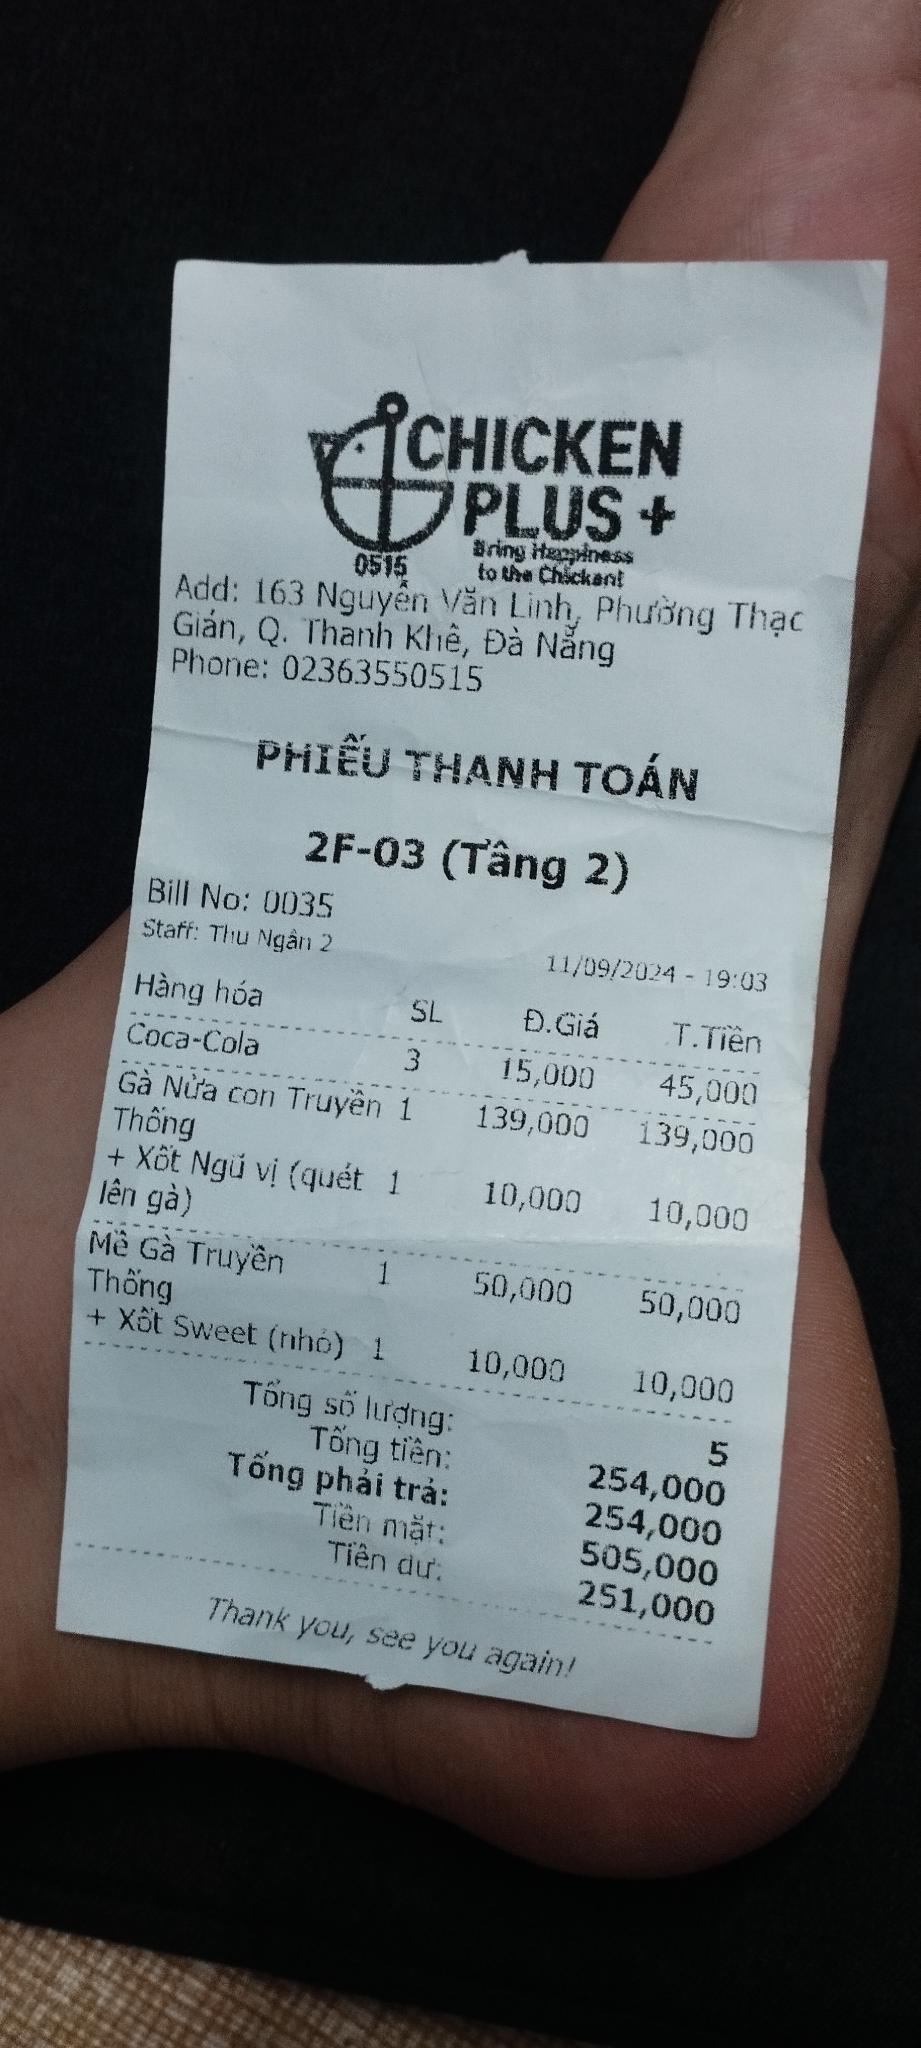 CHICKEN
PLUS +
Bring Happiness
to the Chicken!
0515
Add: 163 Nguyễn Văn Linh, Phường Thạc
Gián, Q. Thanh Khê, Đà Nẵng
Phone: 02363550515
PHIẾU THANH TOÁN
2F-03 (Tầng 2)
Bill No: 0035
Staff: Thu Ngân 2
11/09/2024 - 19:03
Hàng hóa SL Đ.Giá T.Tiền
Coca-Cola 3 15,000 45,000
Gà Nửa con Truyền 1 139,000 139,000
Thống
+ Xốt Ngũ vị (quét 1 10,000 10,000
lên gà)
Mề Gà Truyền 1 50,000 50,000
Thống
+ Xốt Sweet (nhỏ) 1 10,000 10,000
Tổng số lượng: 5
Tổng tiền: 254,000
Tổng phải trả: 254,000
Tiền mặt: 505,000
Tiền dư: 251,000
Thank you, see you again!